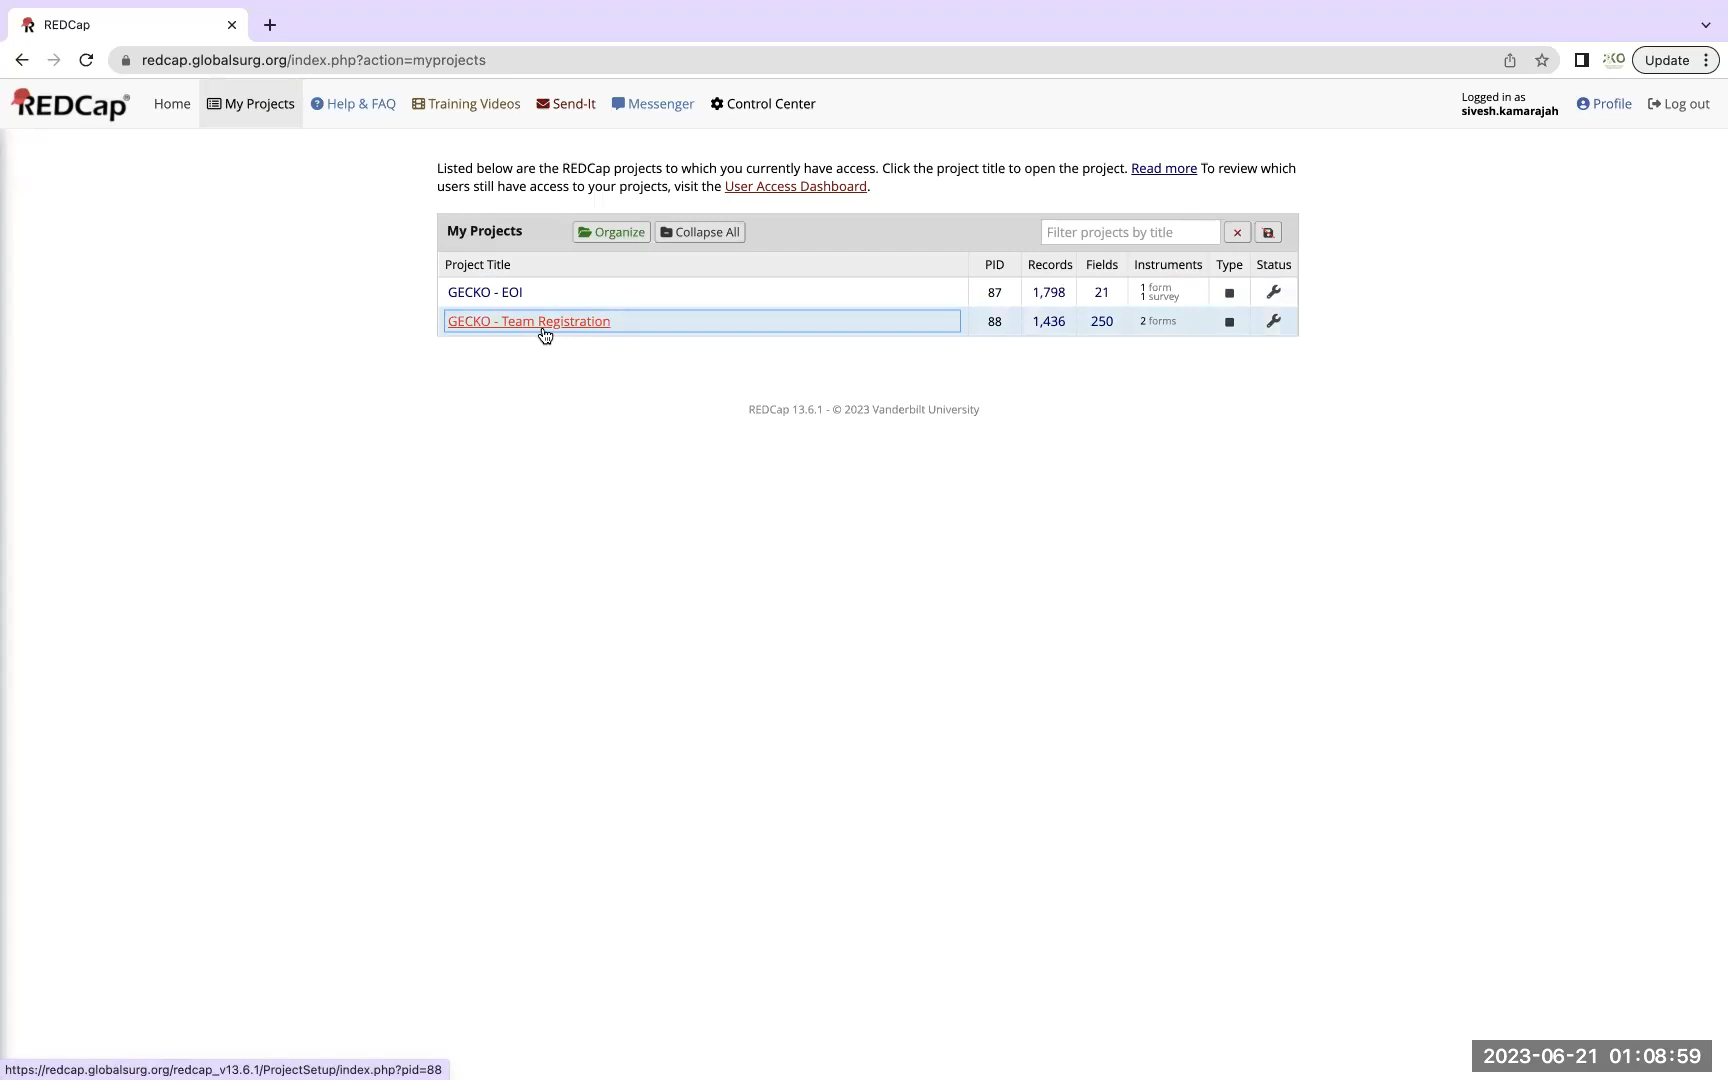 REDCap
redcap.globalsurg.org/index.php?action=myprojects
Update
REDCap
Home
My Projects
Help & FAQ
Training Videos
Send-It
Messenger
Control Center
Logged in as
sivesh.kamarajah
Profile
Log out
Listed below are the REDCap projects to which you currently have access. Click the project title to open the project. Read more To review which
users still have access to your projects, visit the User Access Dashboard.
My Projects
Organize
Collapse All
Filter projects by title
Project Title PID Records Fields Instruments Type Status
GECKO - EOI 87 1,798 21 1 form
1 survey
GECKO - Team Registration 88 1,436 250 2 forms
REDCap 13.6.1 - © 2023 Vanderbilt University
2023-06-21 01:08:59
https://redcap.globalsurg.org/redcap_v13.6.1/ProjectSetup/index.php?pid=88